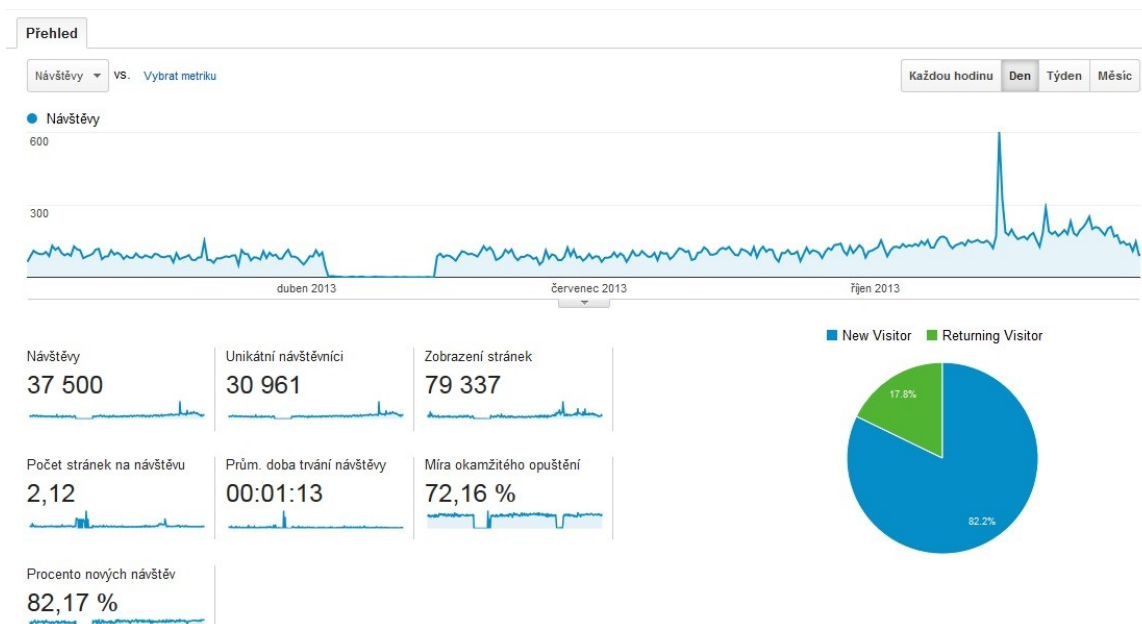 Přehled
Návštěvy vs. Vybrat metriku
Každou hodinu Den Týden Měsíc
Návštěvy
600
300
duben 2013 červenec 2013 říjen 2013
New Visitor Returning Visitor
Návštěvy Unikátní návštěvníci Zobrazení stránek
37 500 30 961 79 337
17.8%
Počet stránek na návštěvu Prům. doba trvání návštěvy Míra okamžitého opuštění
2,12 00:01:13 72,16 %
82.2%
Procento nových návštěv
82,17 %